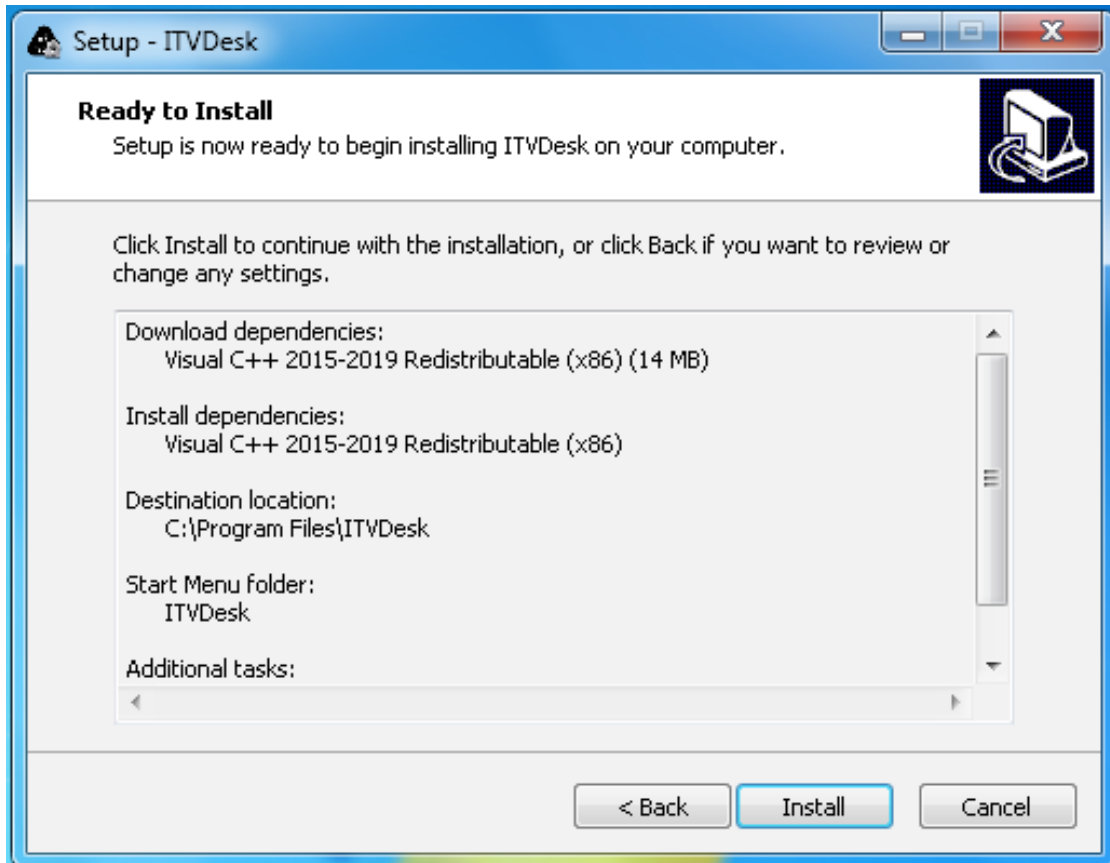 Setup - ITVDesk
Ready to Install
Setup is now ready to begin installing ITVDesk on your computer.
Click Install to continue with the installation, or click Back if you want to review or
change any settings.
Download dependencies:
Visual C++ 2015-2019 Redistributable (x86) (14 MB)
Install dependencies:
Visual C++ 2015-2019 Redistributable (x86)
Destination location:
C:\Program Files\ITVDesk
Start Menu folder:
ITVDesk
Additional tasks:
< Back
Install
Cancel